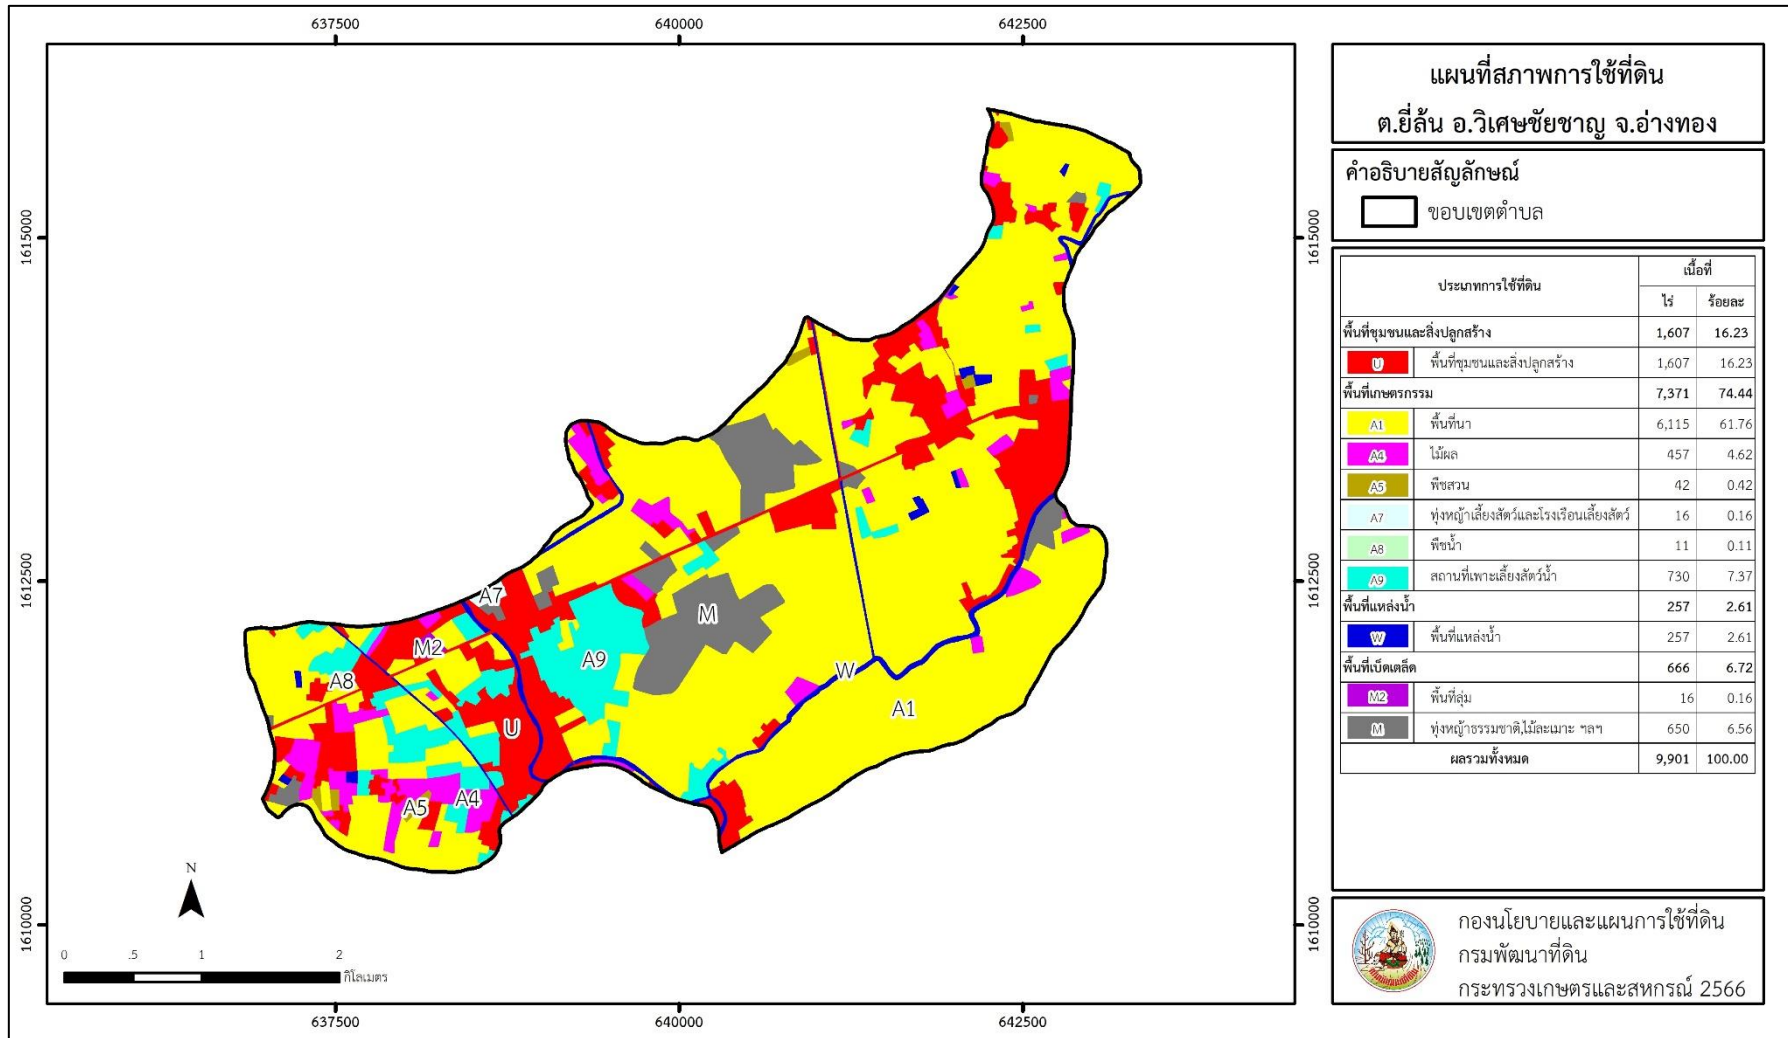 637500
640000
642500
1615000
1612500
1610000
1615000
1612500
1610000
A7
M2
A8
A9
M
W
A1
U
A5
A4
N
0
.5
1
2
กิโลเมตร
637500
640000
642500
แผนที่สภาพการใช้ที่ดิน
ต.ยี่ล้น อ.วิเศษชัยชาญ จ.อ่างทอง
คำอธิบายสัญลักษณ์
ขอบเขตตำบล
ประเภทการใช้ที่ดิน เนื้อที่
ไร่ ร้อยละ
พื้นที่ชุมชนและสิ่งปลูกสร้าง 1,607 16.23
U พื้นที่ชุมชนและสิ่งปลูกสร้าง 1,607 16.23
พื้นที่เกษตรกรรม 7,371 74.44
A1 พื้นที่นา 6,115 61.76
A4 ไม้ผล 457 4.62
A5 พืชสวน 42 0.42
A7 ทุ่งหญ้าเลี้ยงสัตว์และโรงเรือนเลี้ยงสัตว์ 16 0.16
A8 พืชน้ำ 11 0.11
A9 สถานที่เพาะเลี้ยงสัตว์น้ำ 730 7.37
พื้นที่แหล่งน้ำ 257 2.61
W พื้นที่แหล่งน้ำ 257 2.61
พื้นที่เบ็ดเตล็ด 666 6.72
M2 พื้นที่ลุ่ม 16 0.16
M ทุ่งหญ้าธรรมชาติ,ไม้ละเมาะ ฯลฯ 650 6.56
ผลรวมทั้งหมด 9,901 100.00
กองนโยบายและแผนการใช้ที่ดิน
กรมพัฒนาที่ดิน
กระทรวงเกษตรและสหกรณ์ 2566